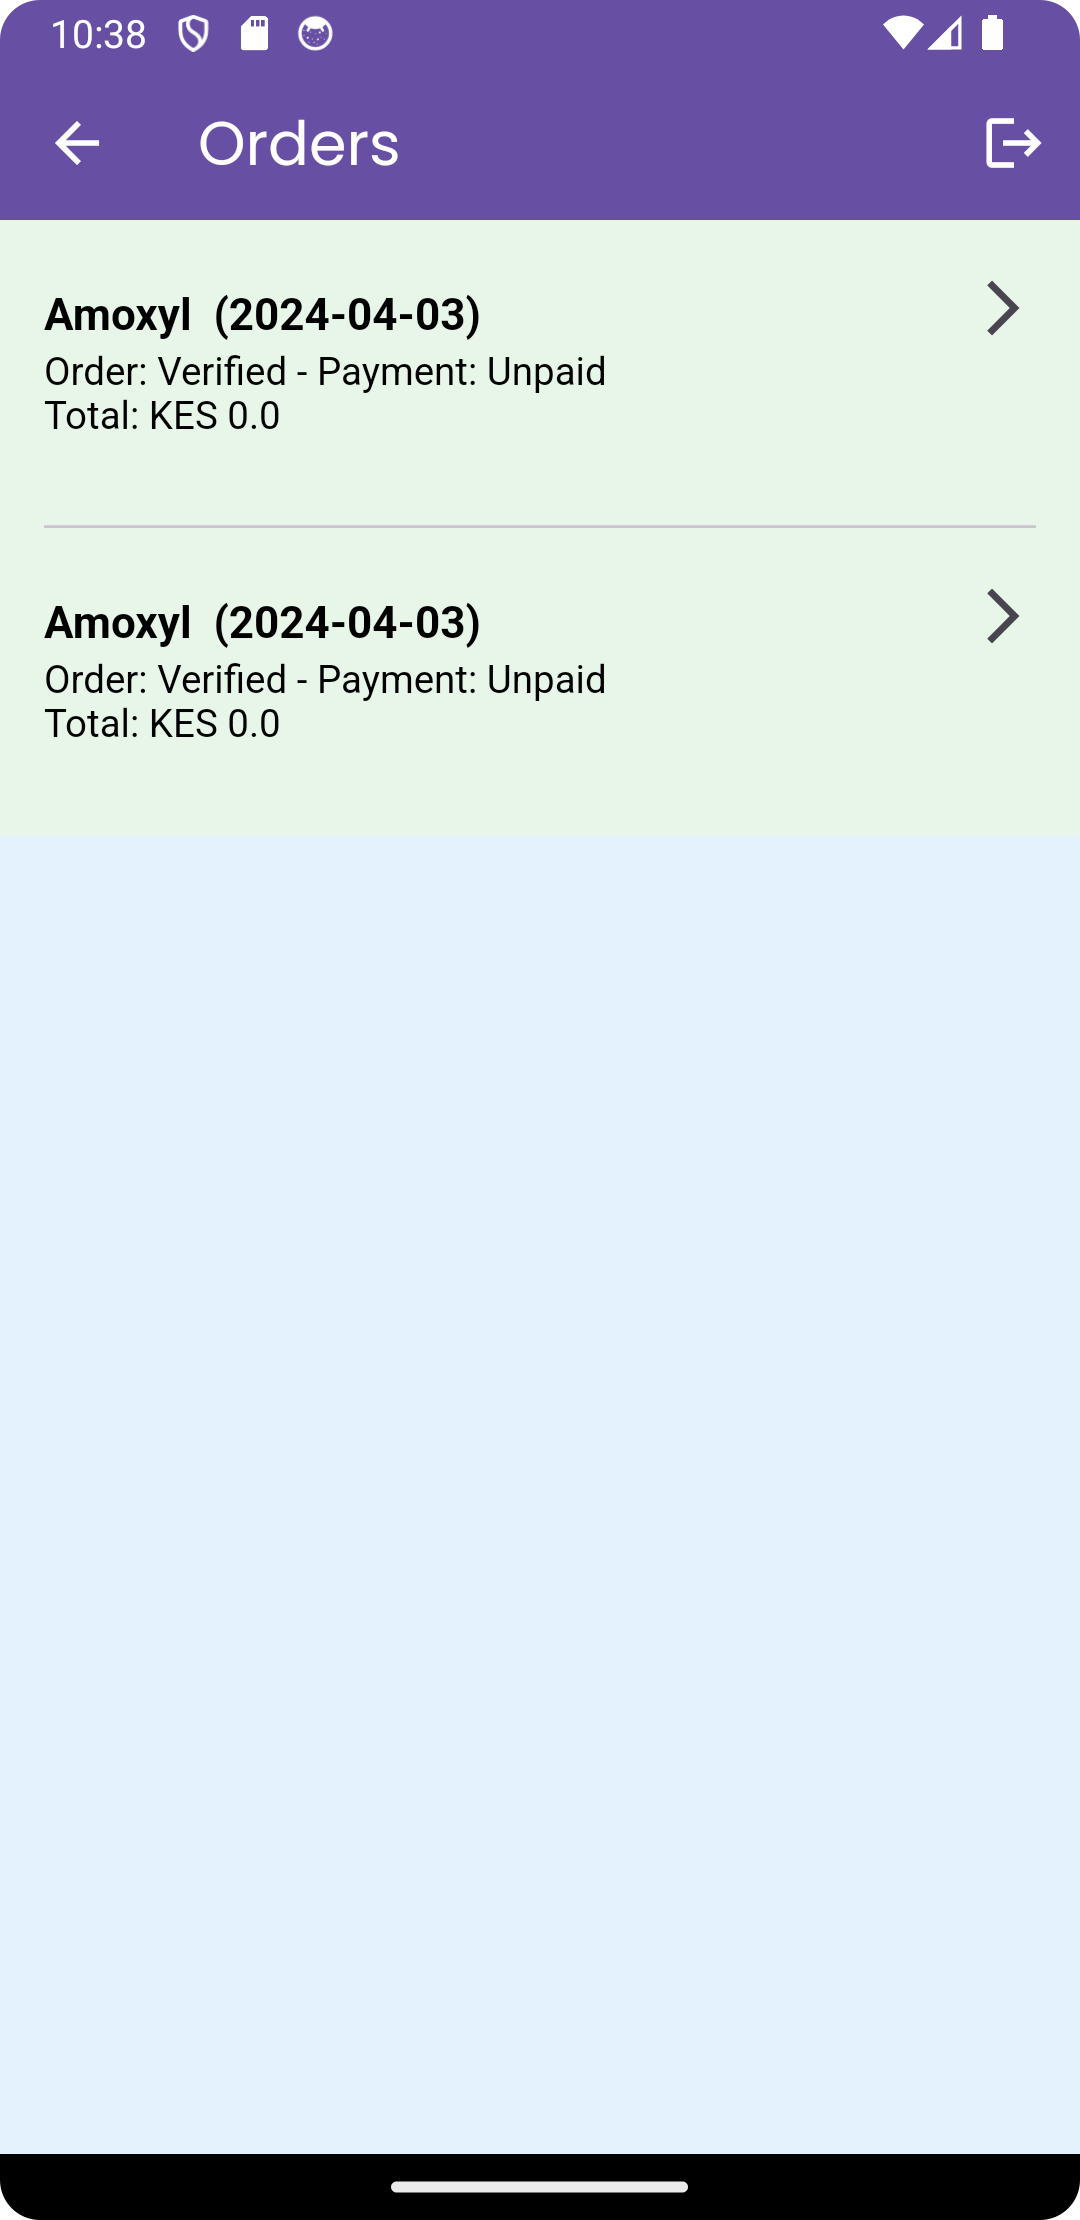 10:38
Orders
Amoxyl (2024-04-03)
Order: Verified - Payment: Unpaid
Total: KES 0.0
Amoxyl (2024-04-03)
Order: Verified - Payment: Unpaid
Total: KES 0.0